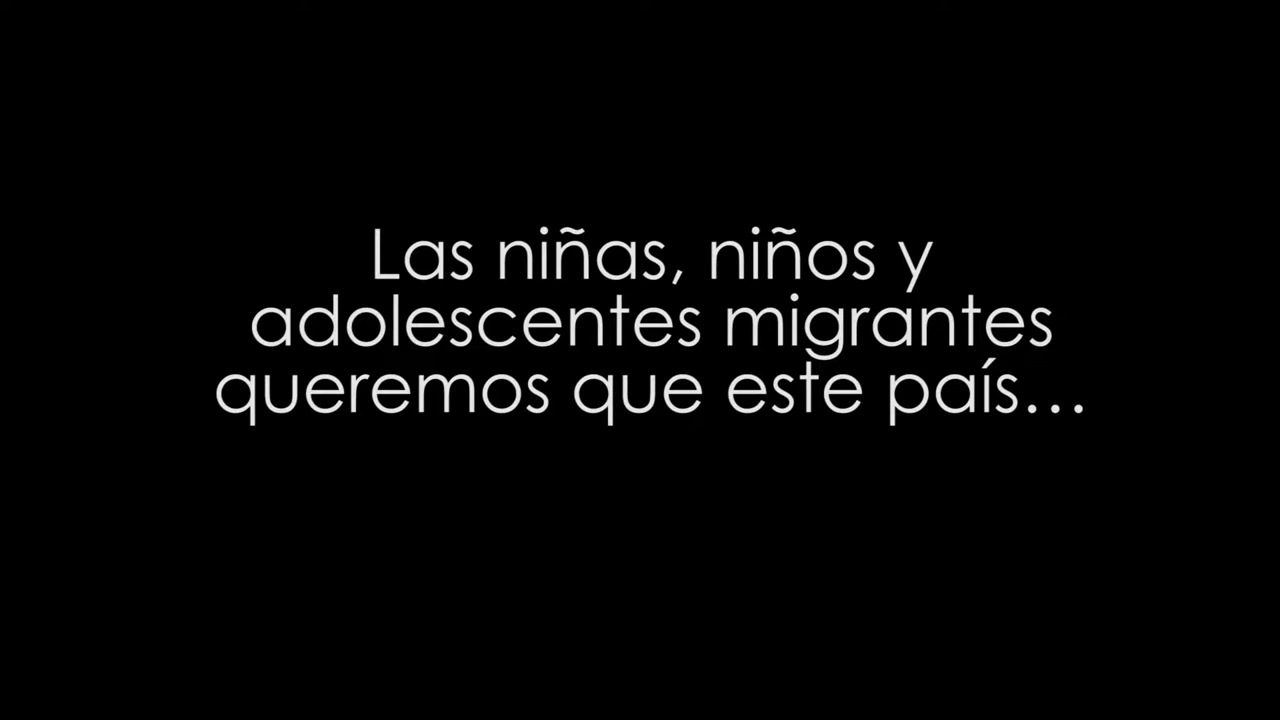 Las niñas, niños y
adolescentes migrantes
queremos que este país...